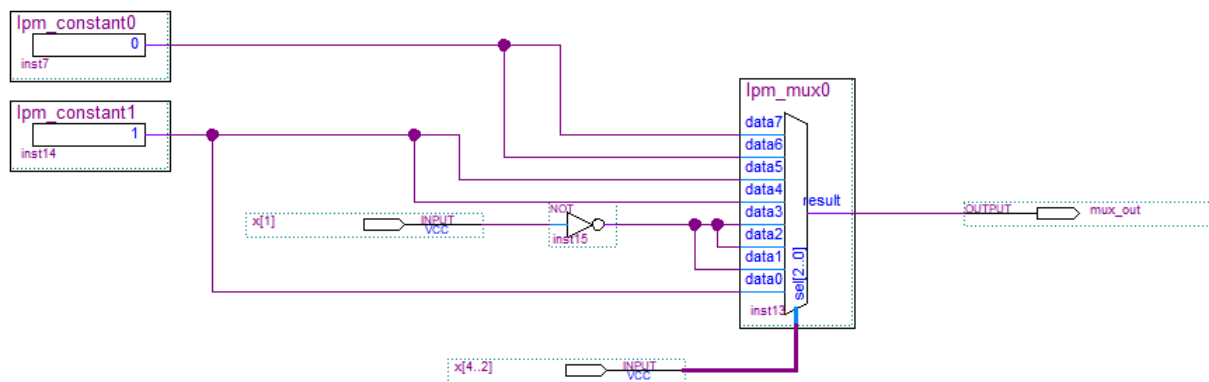 lpm_constant0
0
inst7
lpm_constant1
1
inst14
x[1]
INPUT
VCC
NOT
inst15
lpm_mux0
data7
data6
data5
data4
data3
data2
data1
data0
sel[2..0]
result
inst13
OUTPUT
mux_out
x[4..2]
INPUT
VCC